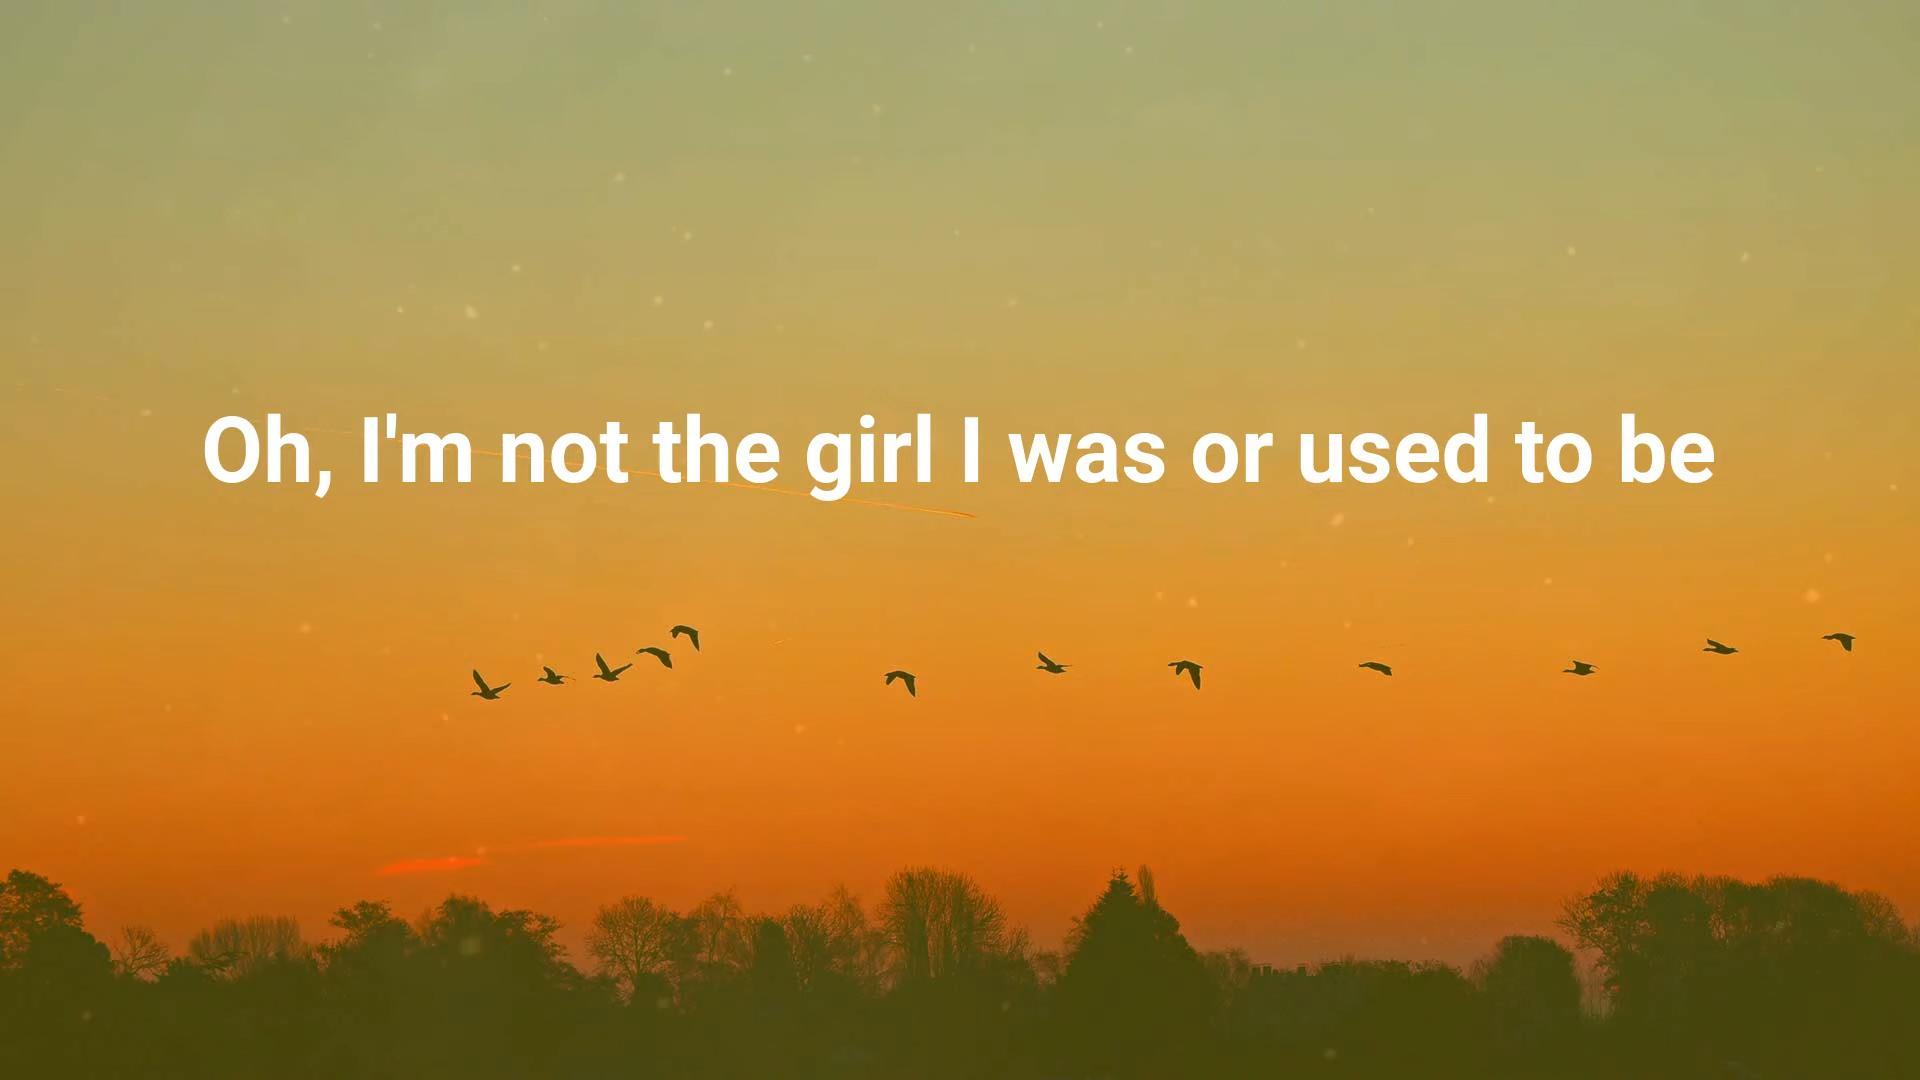 Oh, I'm not the girl I was or used to be